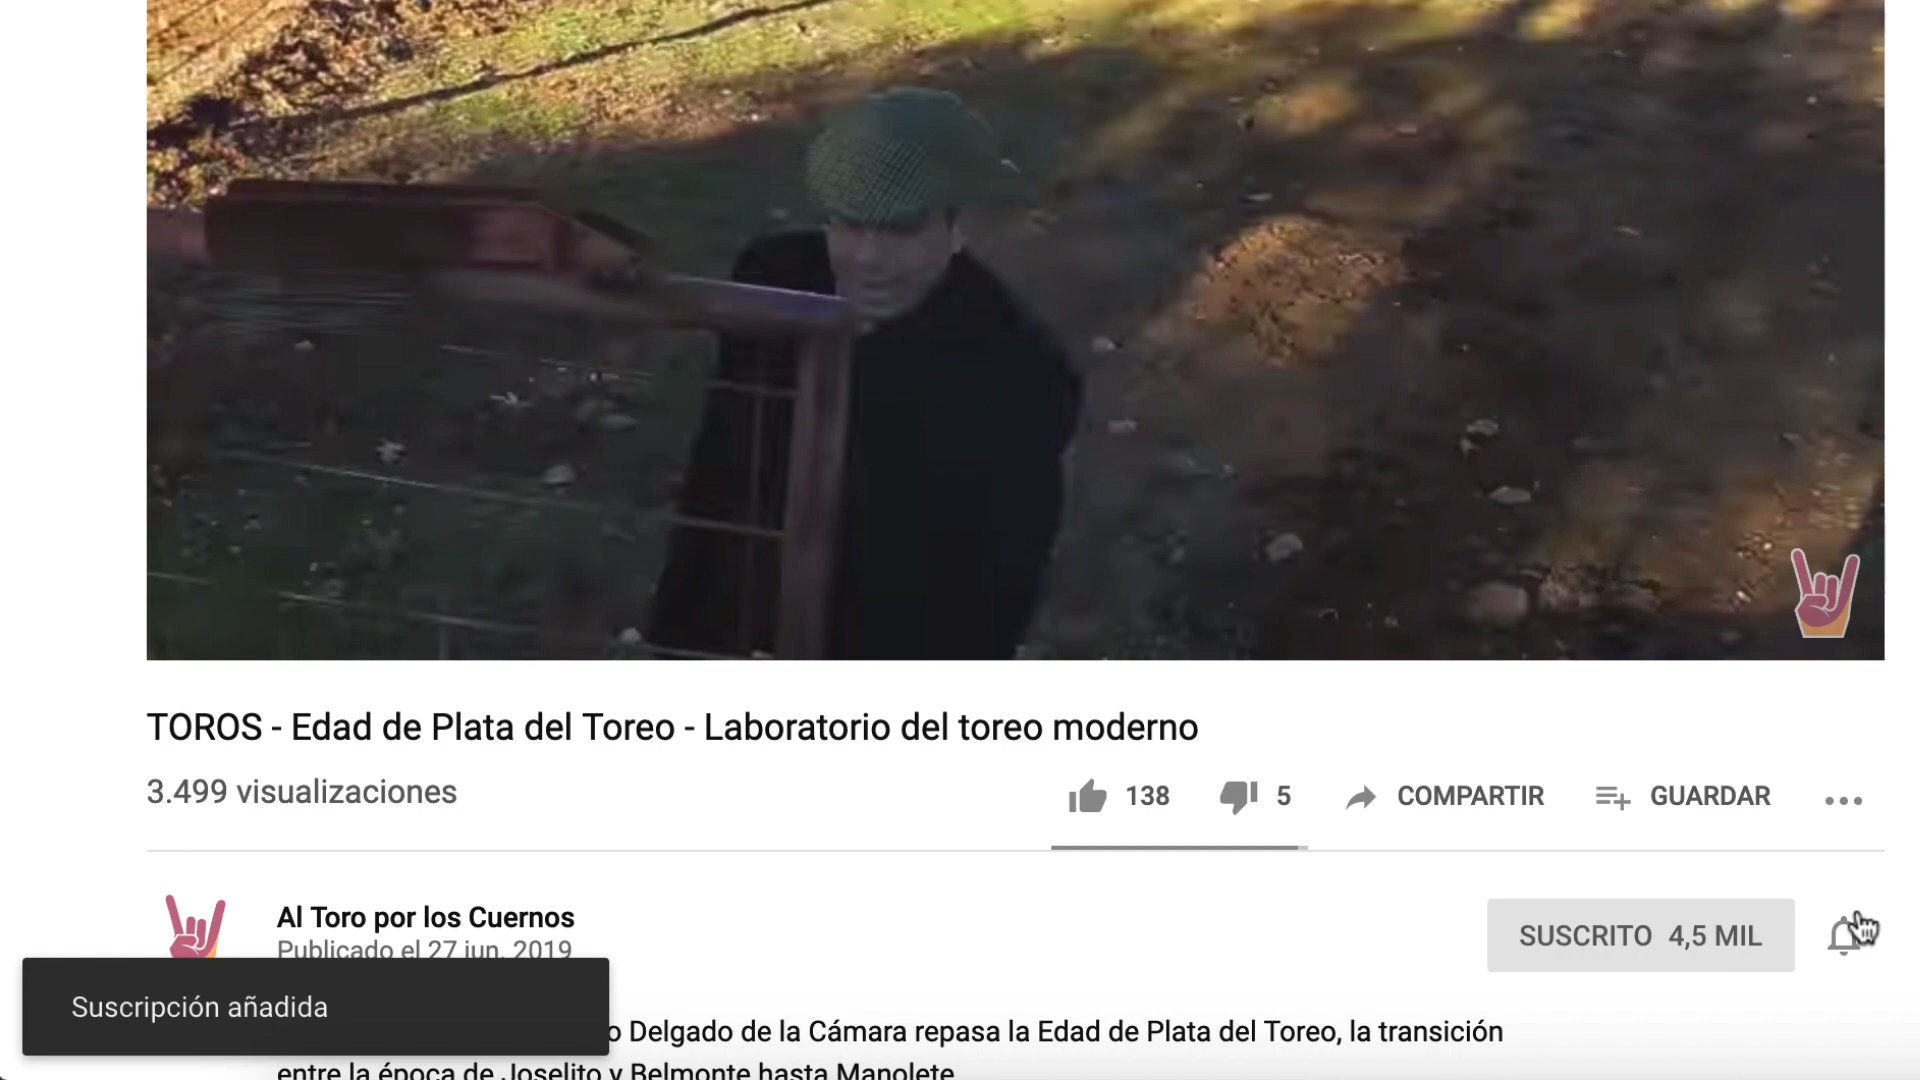 TOROS - Edad de Plata del Toreo - Laboratorio del toreo moderno
3.499 visualizaciones
138
5
COMPARTIR
GUARDAR
Al Toro por los Cuernos
SUSCRITO 4,5 MIL
Publicado el 27 jun. 2019
Suscripción añadida
Delgado de la Cámara repasa la Edad de Plata del Toreo, la transición
entre la época de Joselito y Belmonte hasta Manolete